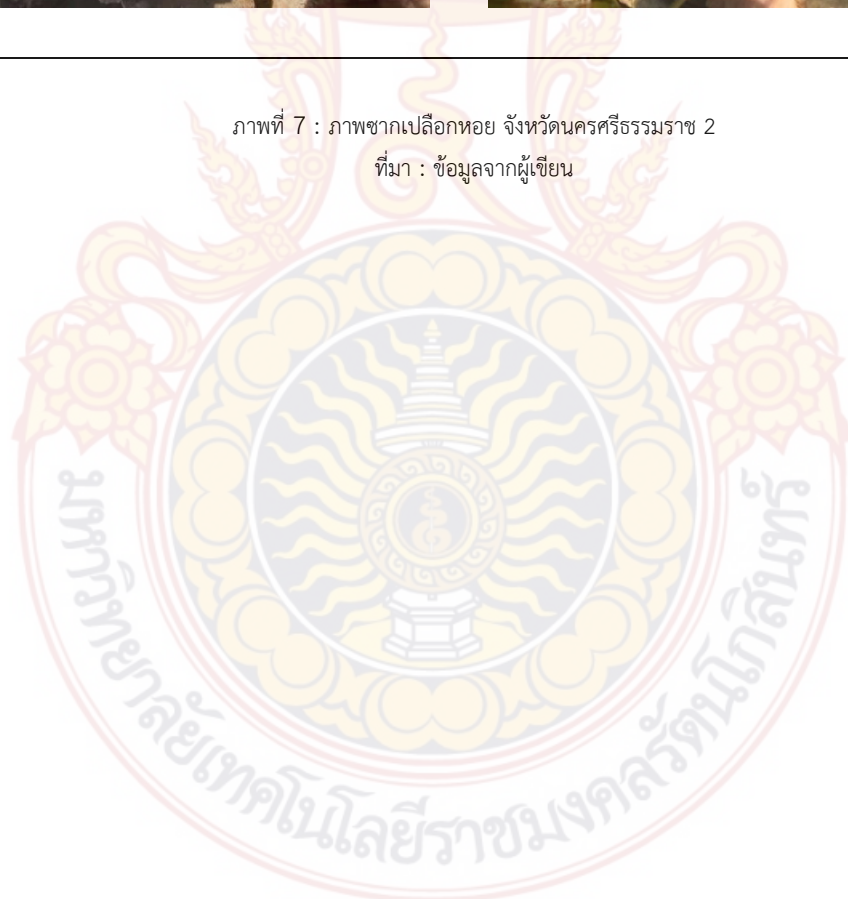 ภาพที่ 7 : ภาพซากเปลือกหอย จังหวัดนครศรีธรรมราช 2
ที่มา : ข้อมูลจากผู้เขียน
มหาวิทยาลัยเทคโนโลยีราชมงคลรัตนโกสินทร์